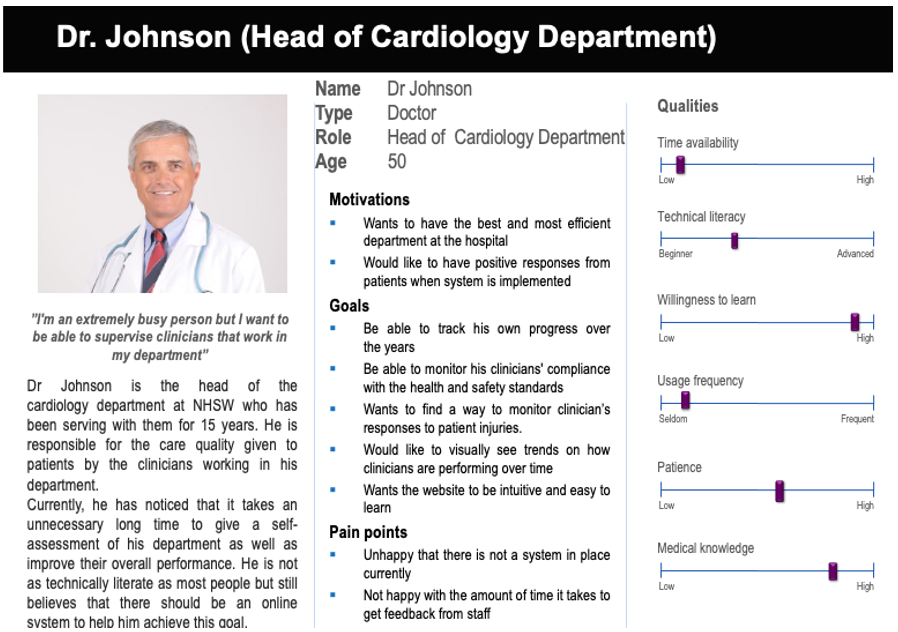 Dr. Johnson (Head of Cardiology Department)
"I'm an extremely busy person but I want to
be able to supervise clinicians that work in
my department"
Dr Johnson is the head of the
cardiology department at NHSW who has
been serving with them for 15 years. He is
responsible for the care quality given to
patients by the clinicians working in his
department.
Currently, he has noticed that it takes an
unnecessary long time to give a self-
assessment of his department as well as
improve their overall performance. He is not
as technically literate as most people but still
believes that there should be an online
system to help him achieve this goal.
Name Dr Johnson
Type Doctor
Role Head of Cardiology Department
Age 50
Motivations
▪ Wants to have the best and most efficient
department at the hospital
▪ Would like to have positive responses from
patients when system is implemented
Goals
▪ Be able to track his own progress over
the years
▪ Be able to monitor his clinicians' compliance
with the health and safety standards
▪ Wants to find a way to monitor clinician's
responses to patient injuries.
▪ Would like to visually see trends on how
clinicians are performing over time
▪ Wants the website to be intuitive and easy to
learn
Pain points
▪ Unhappy that there is not a system in place
currently
▪ Not happy with the amount of time it takes to
get feedback from staff
Qualities
Time availability
Low High
Technical literacy
Beginner Advanced
Willingness to learn
Low High
Usage frequency
Seldom Frequent
Patience
Low High
Medical knowledge
Low High